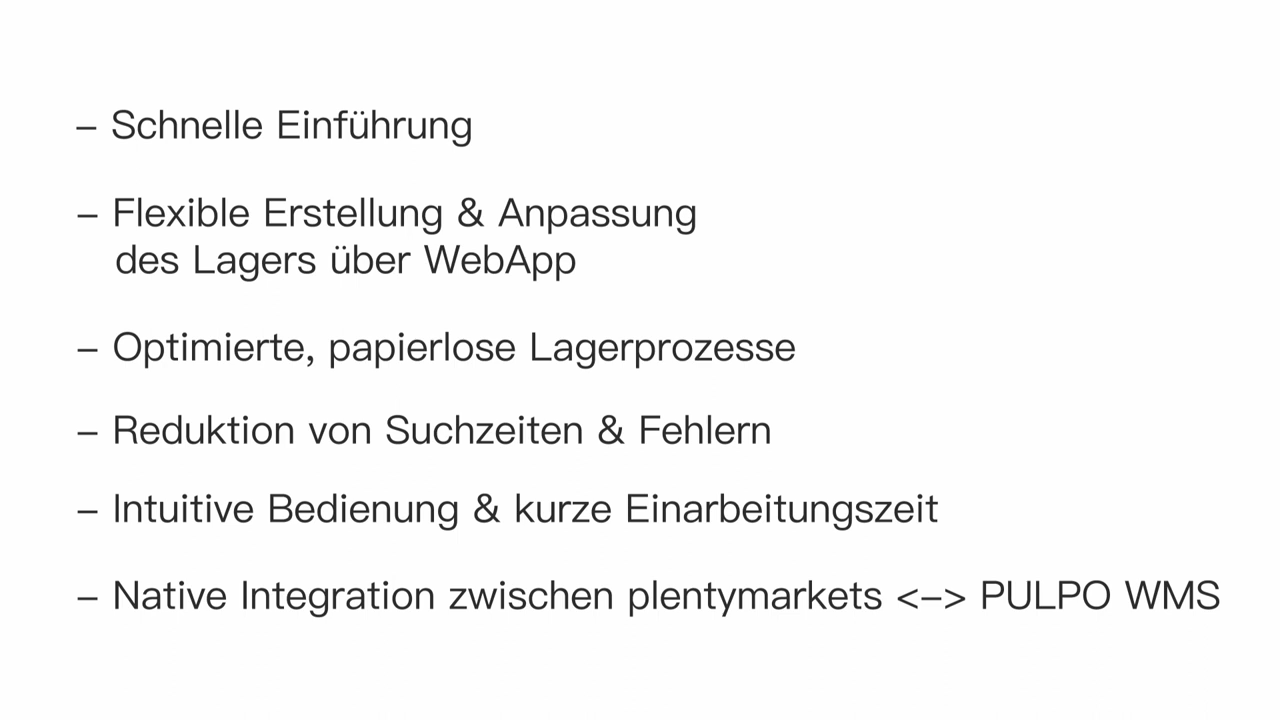 – Schnelle Einführung
– Flexible Erstellung & Anpassung
des Lagers über WebApp
– Optimierte, papierlose Lagerprozesse
– Reduktion von Suchzeiten & Fehlern
– Intuitive Bedienung & kurze Einarbeitungszeit
– Native Integration zwischen plentymarkets <–> PULPO WMS